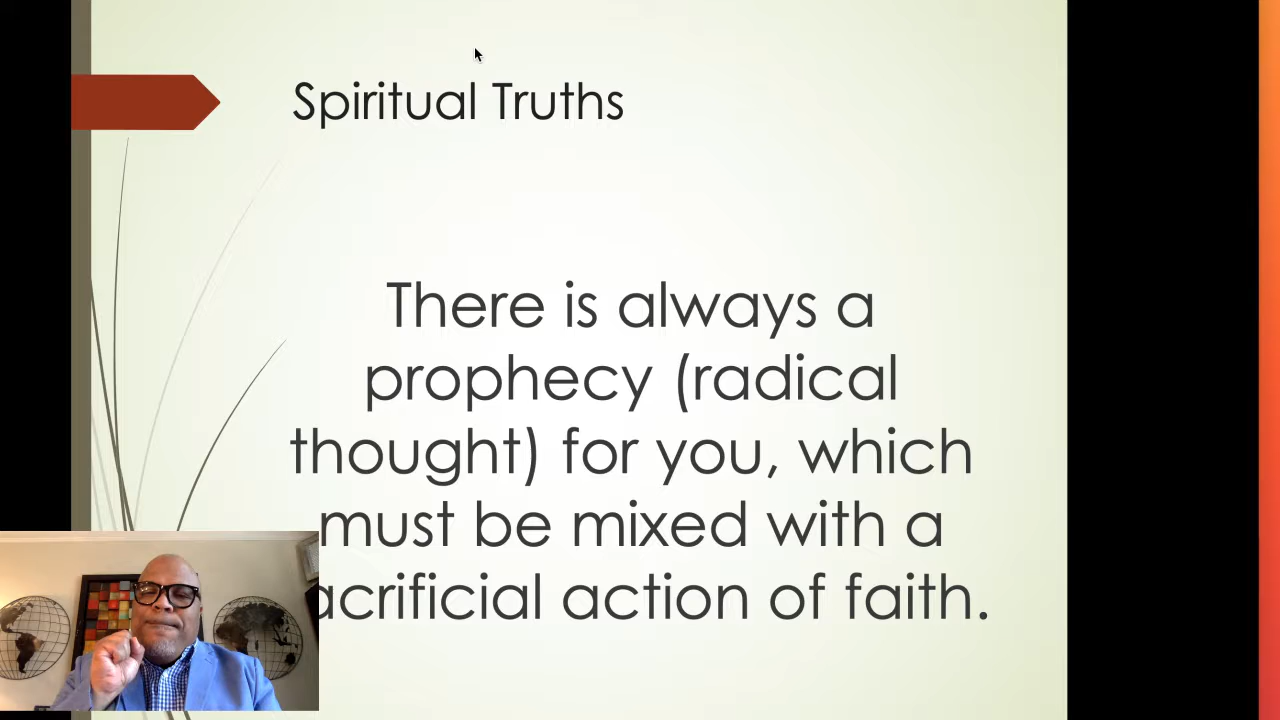 Spiritual Truths
There is always a
prophecy (radical
thought) for you, which
must be mixed with a
acrificial action of faith.